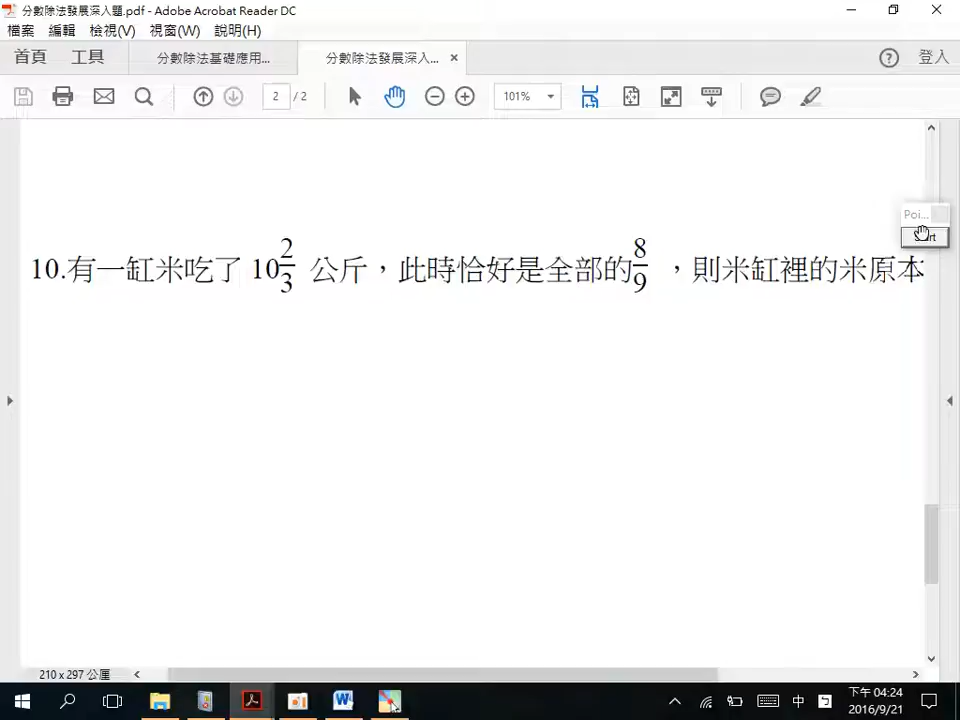 分數除法發展深入題.pdf - Adobe Acrobat Reader DC
檔案 編輯 檢視(V) 視窗(W) 說明(H)
首頁 工具 分數除法基礎應用... 分數除法發展深入... × 登入
2 / 2 101%
Poi...
10.有一缸米吃了 10 2/3 公斤，此時恰好是全部的 8/9 ，則米缸裡的米原本
210 x 297 公厘
中
下午 04:24
2016/9/21